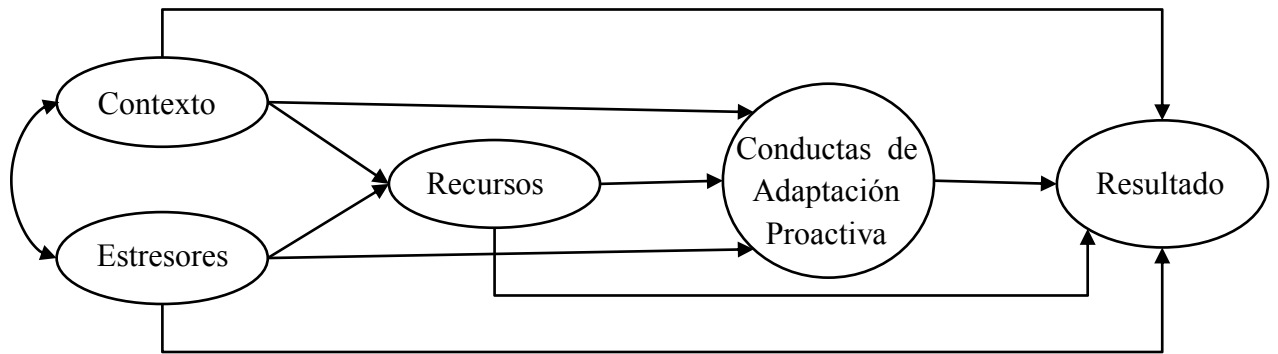 Contexto
Conductas de
Adaptación
Proactiva
Recursos
Resultado
Estresores